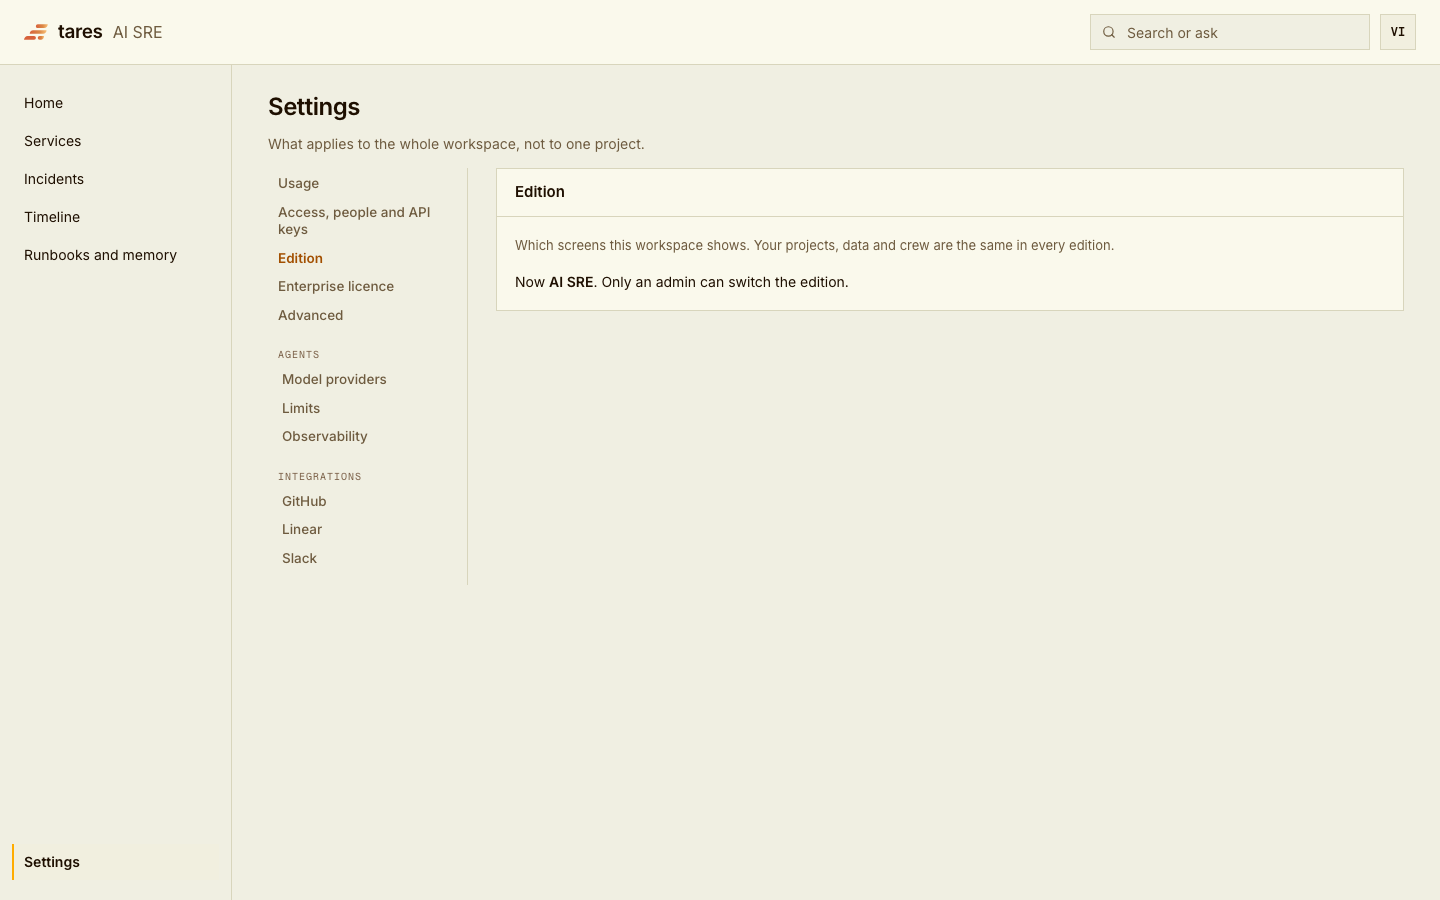 tares AI SRE
Search or ask
VI
Home
Services
Incidents
Timeline
Runbooks and memory
Settings
Settings
What applies to the whole workspace, not to one project.
Usage
Access, people and API
keys
Edition
Enterprise licence
Advanced
AGENTS
Model providers
Limits
Observability
INTEGRATIONS
GitHub
Linear
Slack
Edition
Which screens this workspace shows. Your projects, data and crew are the same in every edition.
Now AI SRE. Only an admin can switch the edition.